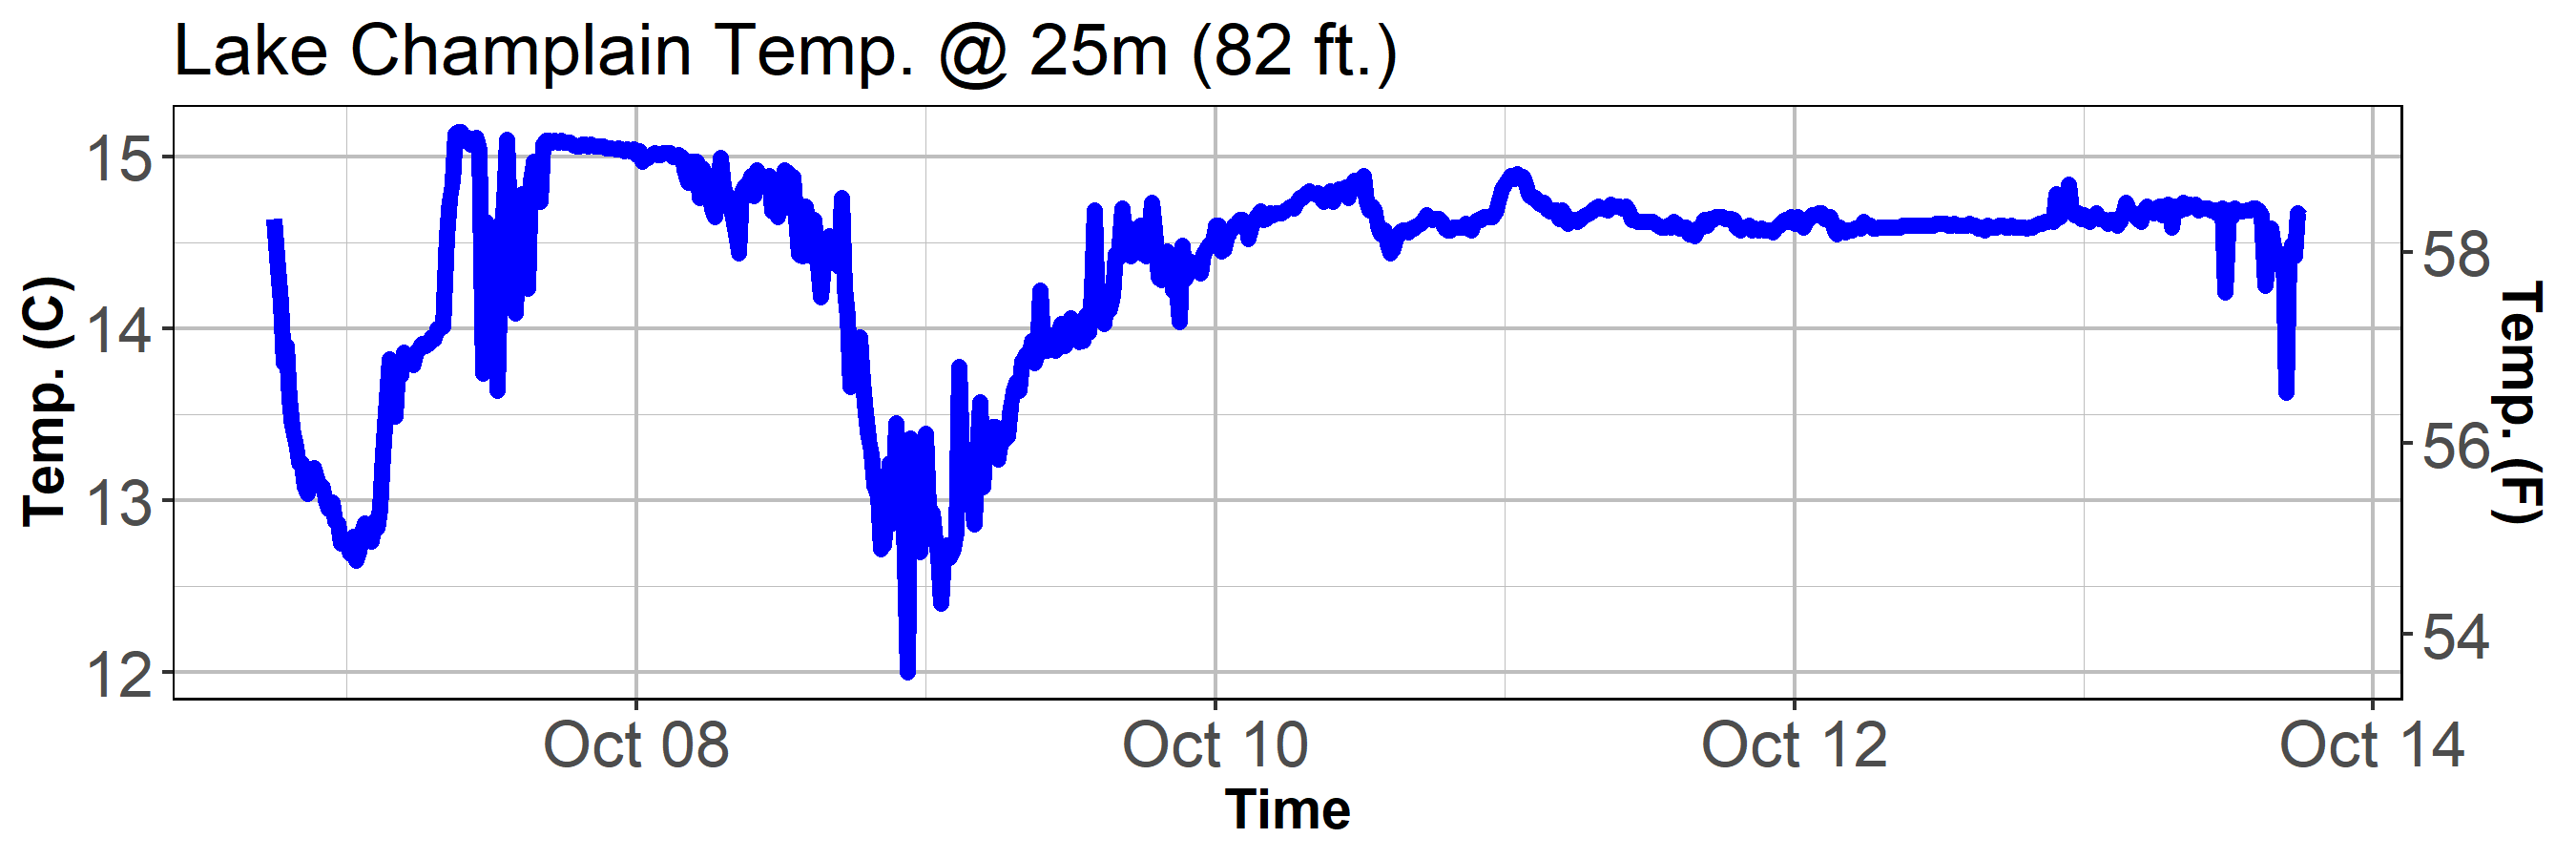 Lake Champlain Temp. @ 25m (82 ft.)
Temp. (C)
15
14
13
12
58
56
54
Temp. (F)
Oct 08 Oct 10 Oct 12 Oct 14
Time